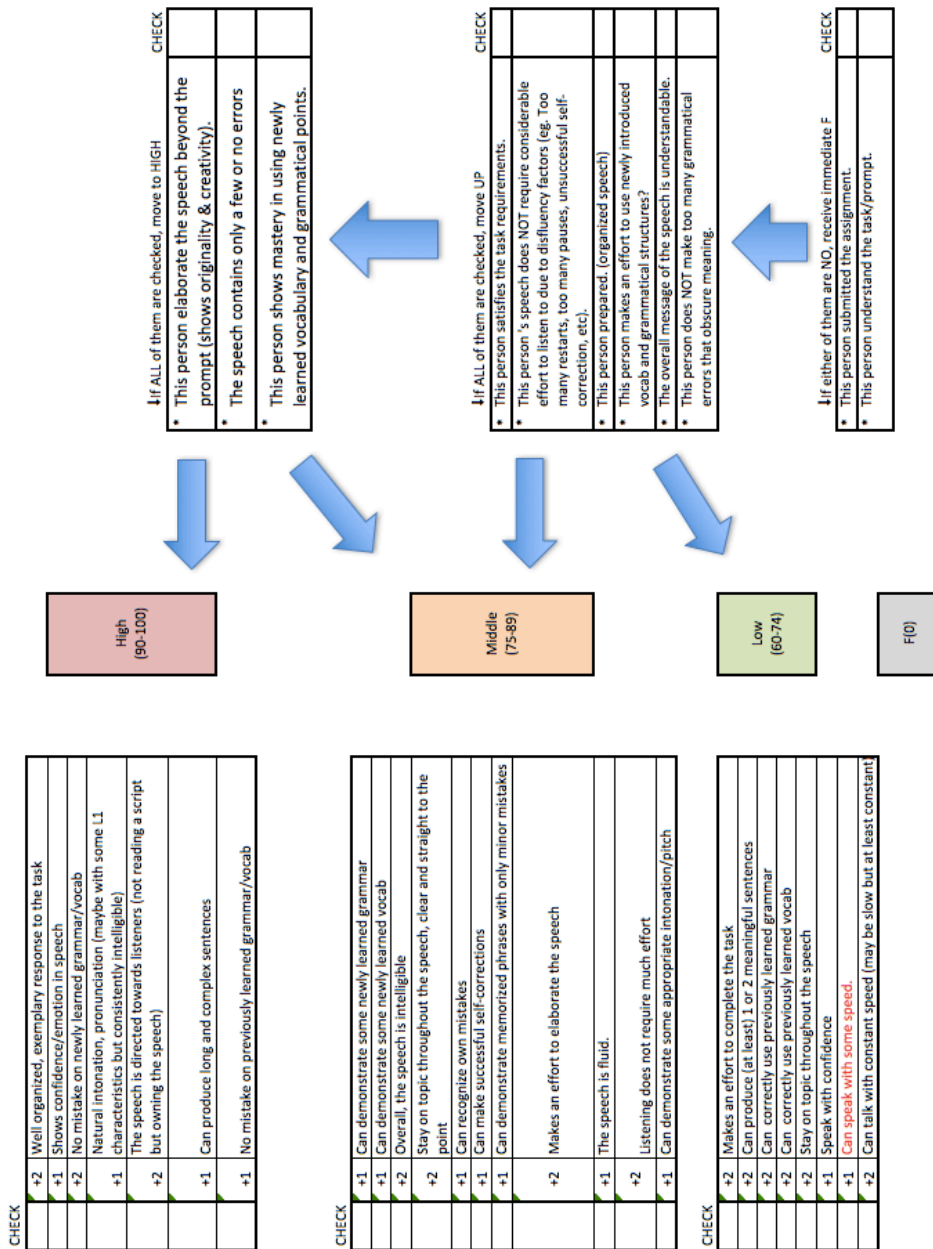 CHECK
+2 Well organized, exemplary response to the task
+1 Shows confidence/emotion in speech
+2 No mistake on newly learned grammar/vocab
+1 Natural intonation, pronunciation (maybe with some L1
characteristics but consistently intelligible)
+2 The speech is directed towards listeners (not reading a script
but owning the speech)
+1 Can produce long and complex sentences
+1 No mistake on previously learned grammar/vocab
High
(90-100)
↓If ALL of them are checked, move to HIGH
CHECK
* This person elaborate the speech beyond the
prompt (shows originality & creativity).
* The speech contains only a few or no errors
* This person shows mastery in using newly
learned vocabulary and grammatical points.
CHECK
+1 Can demonstrate some newly learned grammar
+1 Can demonstrate some newly learned vocab
+2 Overall, the speech is intelligible
+2 Stay on topic throughout the speech, clear and straight to the
point
+1 Can recognize own mistakes
+1 Can make successful self-corrections
+1 Can demonstrate memorized phrases with only minor mistakes
+2 Makes an effort to elaborate the speech
+1 The speech is fluid.
+2 Listening does not require much effort
+1 Can demonstrate some appropriate intonation/pitch
Middle
(75-89)
↓If ALL of them are checked, move UP
CHECK
* This person satisfies the task requirements.
* This person 's speech does NOT require considerable
effort to listen to due to disfluency factors (eg. Too
many restarts, too many pauses, unsuccessful self-
correction, etc).
* This person prepared. (organized speech)
* This person makes an effort to use newly introduced
vocab and grammatical structures?
* The overall message of the speech is understandable.
* This person does NOT make too many grammatical
errors that obscure meaning.
CHECK
+2 Makes an effort to complete the task
+2 Can produce (at least) 1 or 2 meaningful sentences
+2 Can correctly use previously learned grammar
+2 Can correctly use previously learned vocab
+2 Stay on topic throughout the speech
+1 Speak with confidence
+1 Can speak with some speed.
+2 Can talk with constant speed (may be slow but at least constant)
Low
(60-74)
F(0)
↓If either of them are NO, receive immediate F
CHECK
* This person submitted the assignment.
* This person understand the task/prompt.